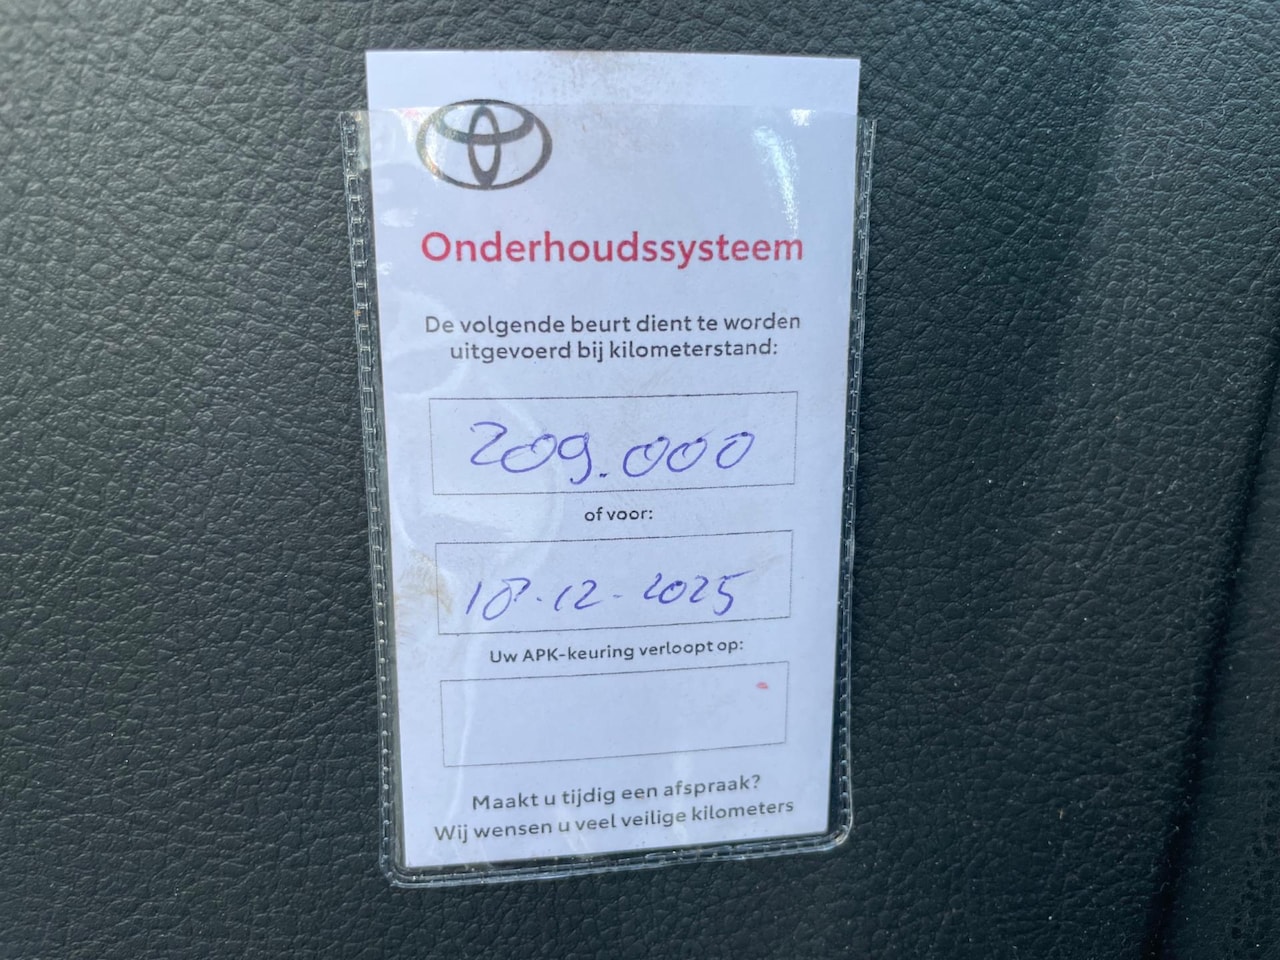 Onderhoudssysteem
De volgende beurt dient te worden
uitgevoerd bij kilometerstand:
209.000
of voor:
18-12-2025
Uw APK-keuring verloopt op:
Maakt u tijdig een afspraak?
Wij wensen u veel veilige kilometers